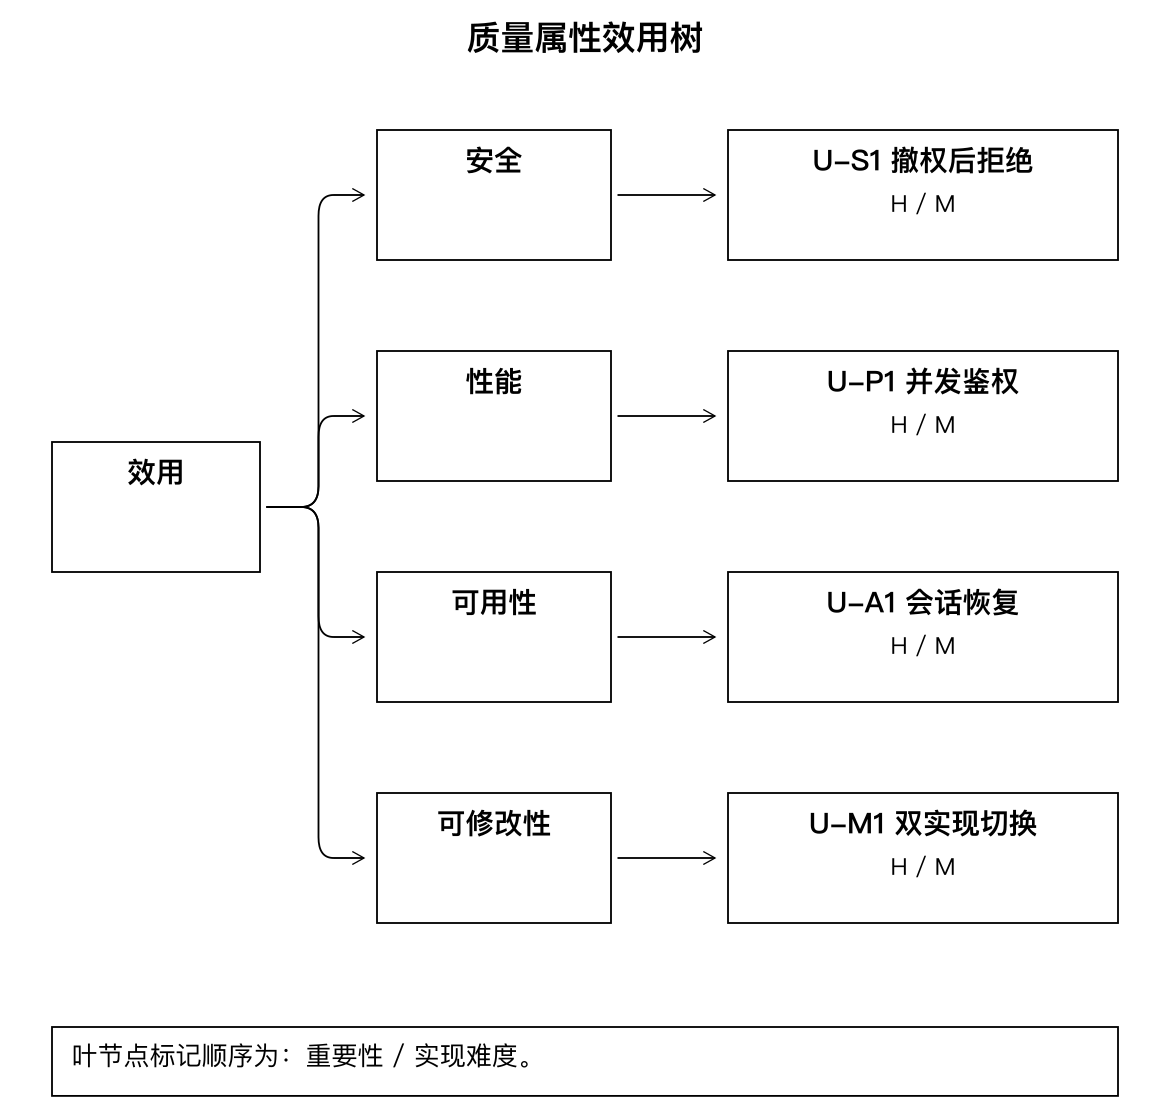 质量属性效用树
安全
U-S1 撤权后拒绝
H / M
性能
U-P1 并发鉴权
H / M
效用
可用性
U-A1 会话恢复
H / M
可修改性
U-M1 双实现切换
H / M
叶节点标记顺序为：重要性 / 实现难度。